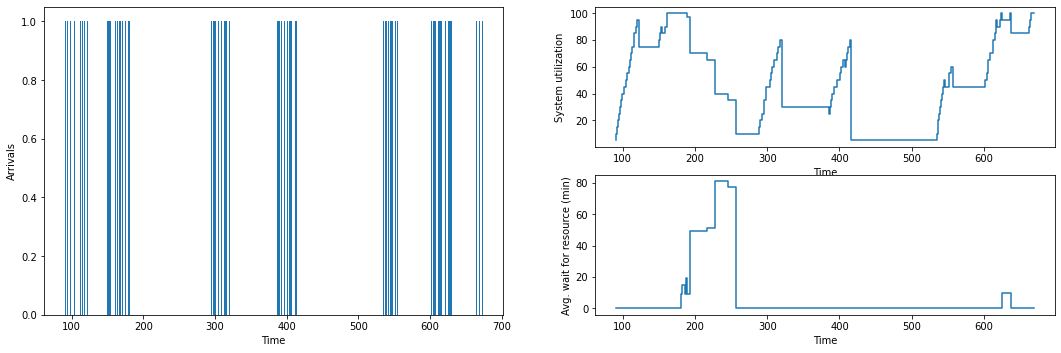 1.0
0.8
0.6
0.4
0.2
0.0
Arrivals
100 200 300 400 500 600 700
Time
100
80
60
40
20
System utilization
100 200 300 400 500 600
Time
80
60
40
20
0
Avg. wait for resource (min)
100 200 300 400 500 600
Time